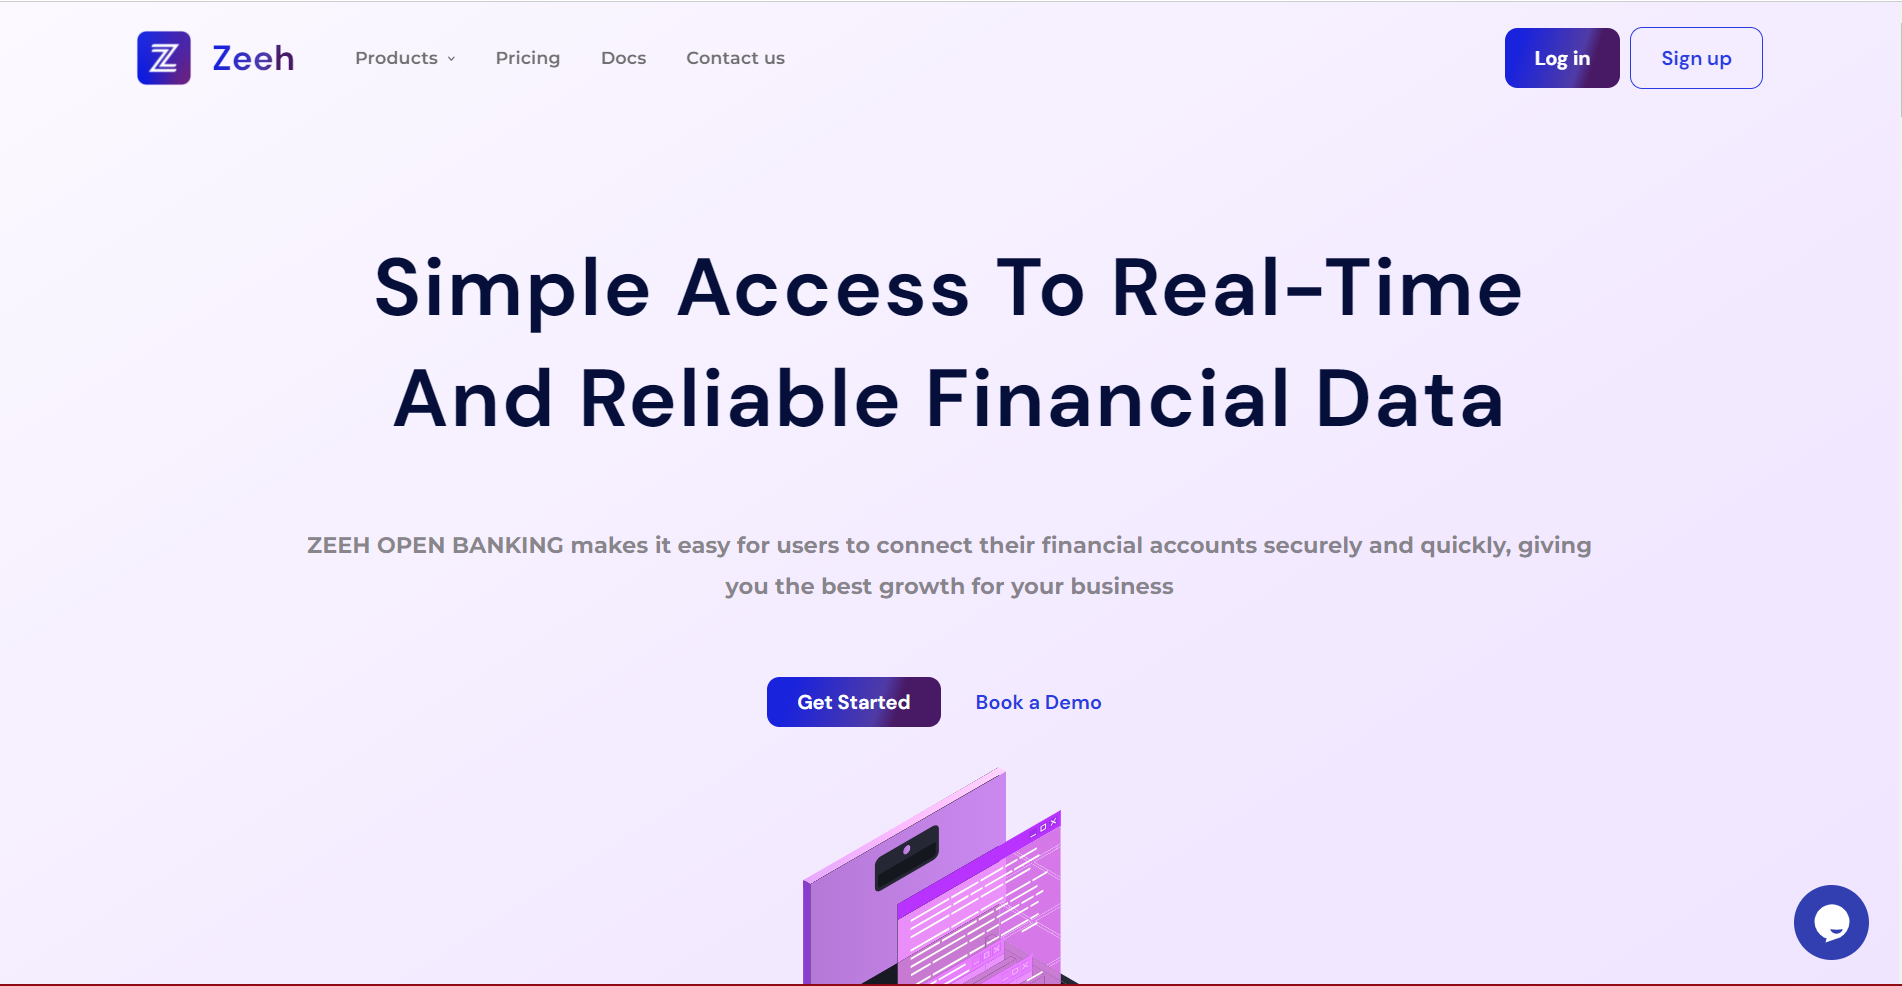 Zeeh
Products
Pricing
Docs
Contact us
Log in
Sign up
Simple Access To Real-Time
And Reliable Financial Data
ZEEH OPEN BANKING makes it easy for users to connect their financial accounts securely and quickly, giving
you the best growth for your business
Get Started
Book a Demo